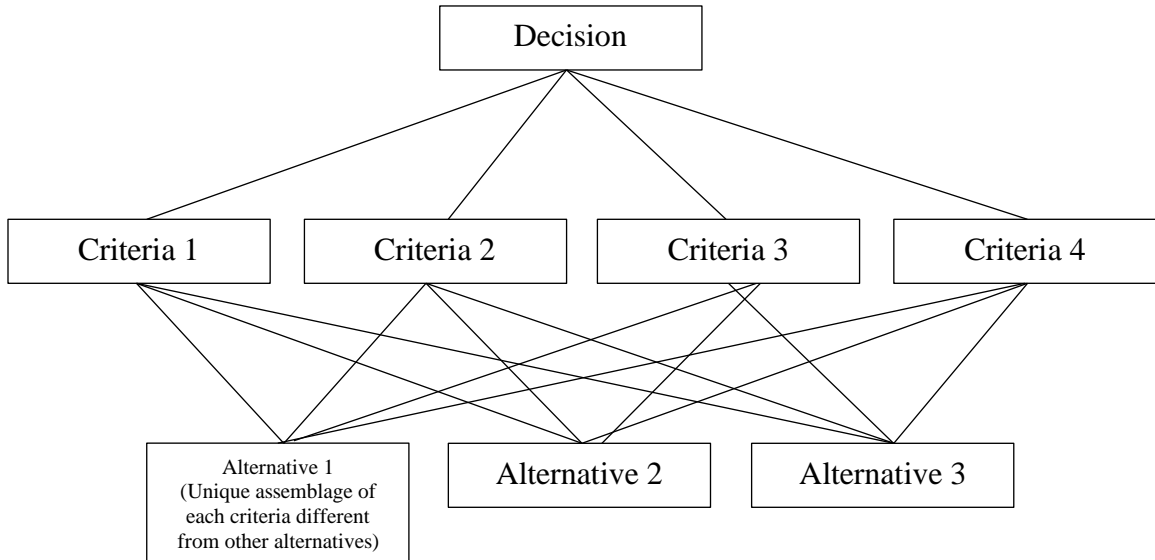 Decision
Criteria 1
Criteria 2
Criteria 3
Criteria 4
Alternative 1
(Unique assemblage of
each criteria different
from other alternatives)
Alternative 2
Alternative 3